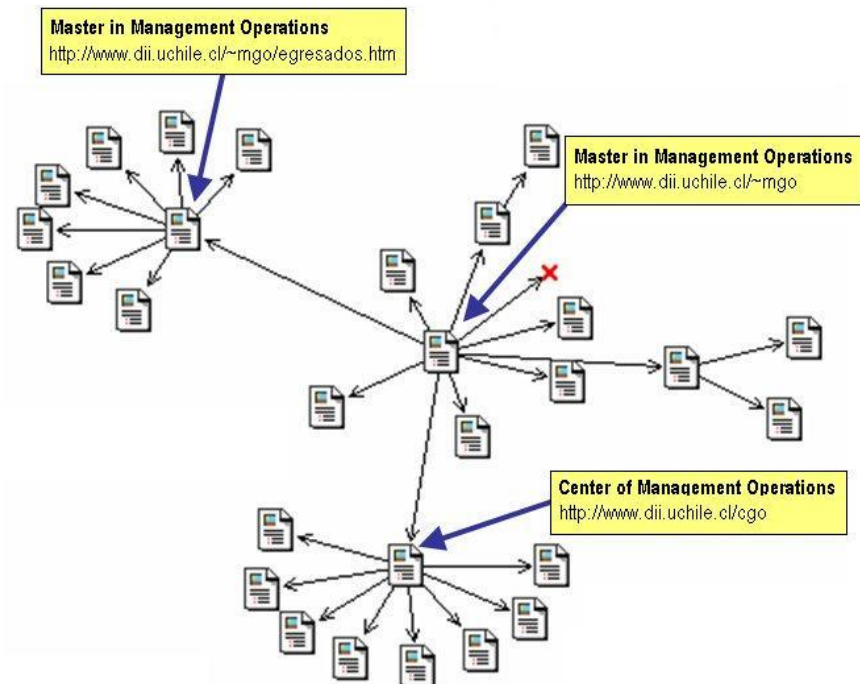 Master in Management Operations
http://www.dii.uchile.cl/~mgo/egresados.htm
Master in Management Operations
http://www.dii.uchile.cl/~mgo
Center of Management Operations
http://www.dii.uchile.cl/cgo